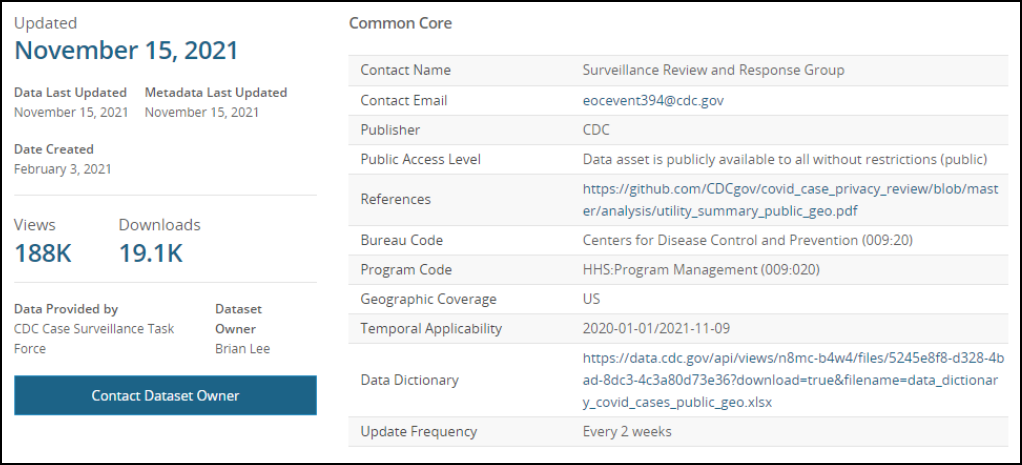 Updated
November 15, 2021
Data Last Updated Metadata Last Updated
November 15, 2021 November 15, 2021
Date Created
February 3, 2021
Views Downloads
188K 19.1K
Data Provided by Dataset
CDC Case Surveillance Task Owner
Force Brian Lee
Contact Dataset Owner
Common Core
Contact Name Surveillance Review and Response Group
Contact Email eocevent394@cdc.gov
Publisher CDC
Public Access Level Data asset is publicly available to all without restrictions (public)
References https://github.com/CDCgov/covid_case_privacy_review/blob/mast
er/analysis/utility_summary_public_geo.pdf
Bureau Code Centers for Disease Control and Prevention (009:20)
Program Code HHS:Program Management (009:020)
Geographic Coverage US
Temporal Applicability 2020-01-01/2021-11-09
Data Dictionary https://data.cdc.gov/api/views/n8mc-b4w4/files/5245e8f8-d328-4b
ad-8dc3-4c3a80d73e36?download=true&filename=data_dictionar
y_covid_cases_public_geo.xlsx
Update Frequency Every 2 weeks